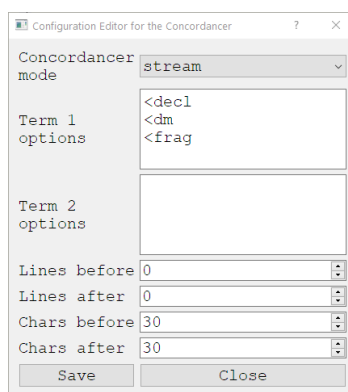 Configuration Editor for the Concordancer ?
Concordancer mode
stream
Term 1 options
<decl
<dm
<frag
Term 2 options
Lines before 0
Lines after 0
Chars before 30
Chars after 30
Save Close